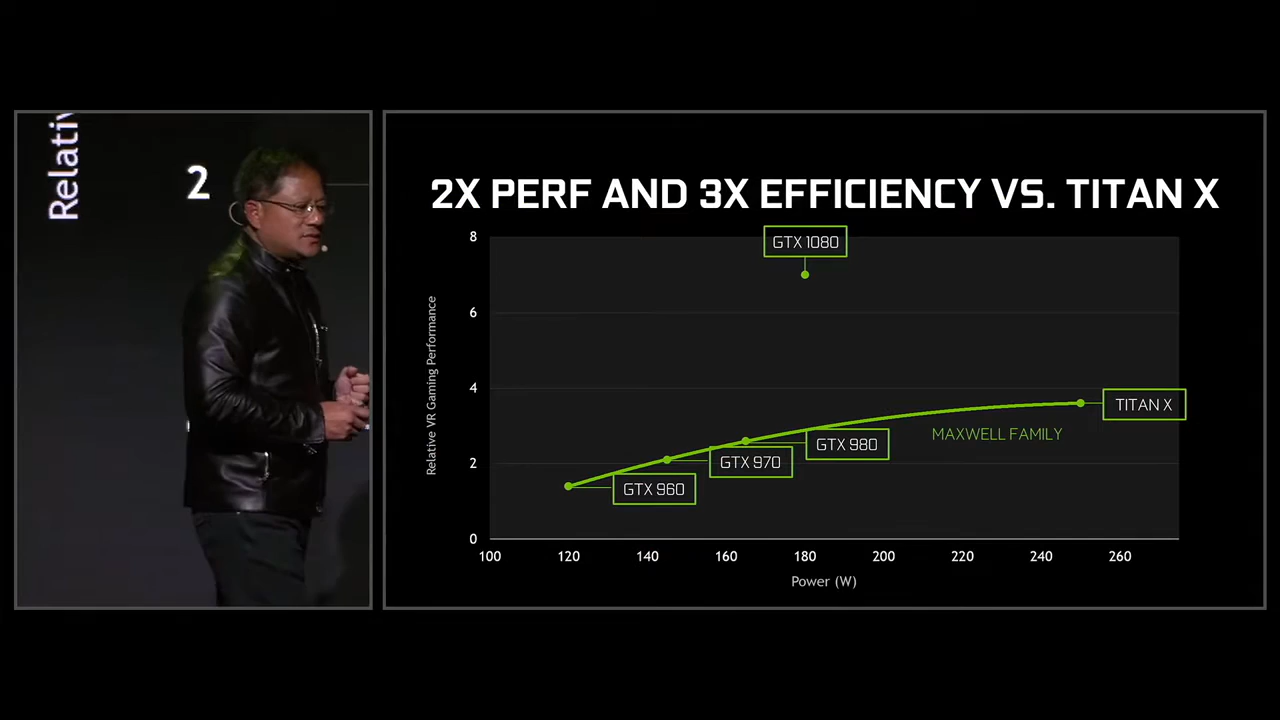 Relativ
2
2X PERF AND 3X EFFICIENCY VS. TITAN X
Relative VR Gaming Performance
8
6
4
2
0
GTX 1080
TITAN X
MAXWELL FAMILY
GTX 980
GTX 970
GTX 960
100 120 140 160 180 200 220 240 260
Power (W)